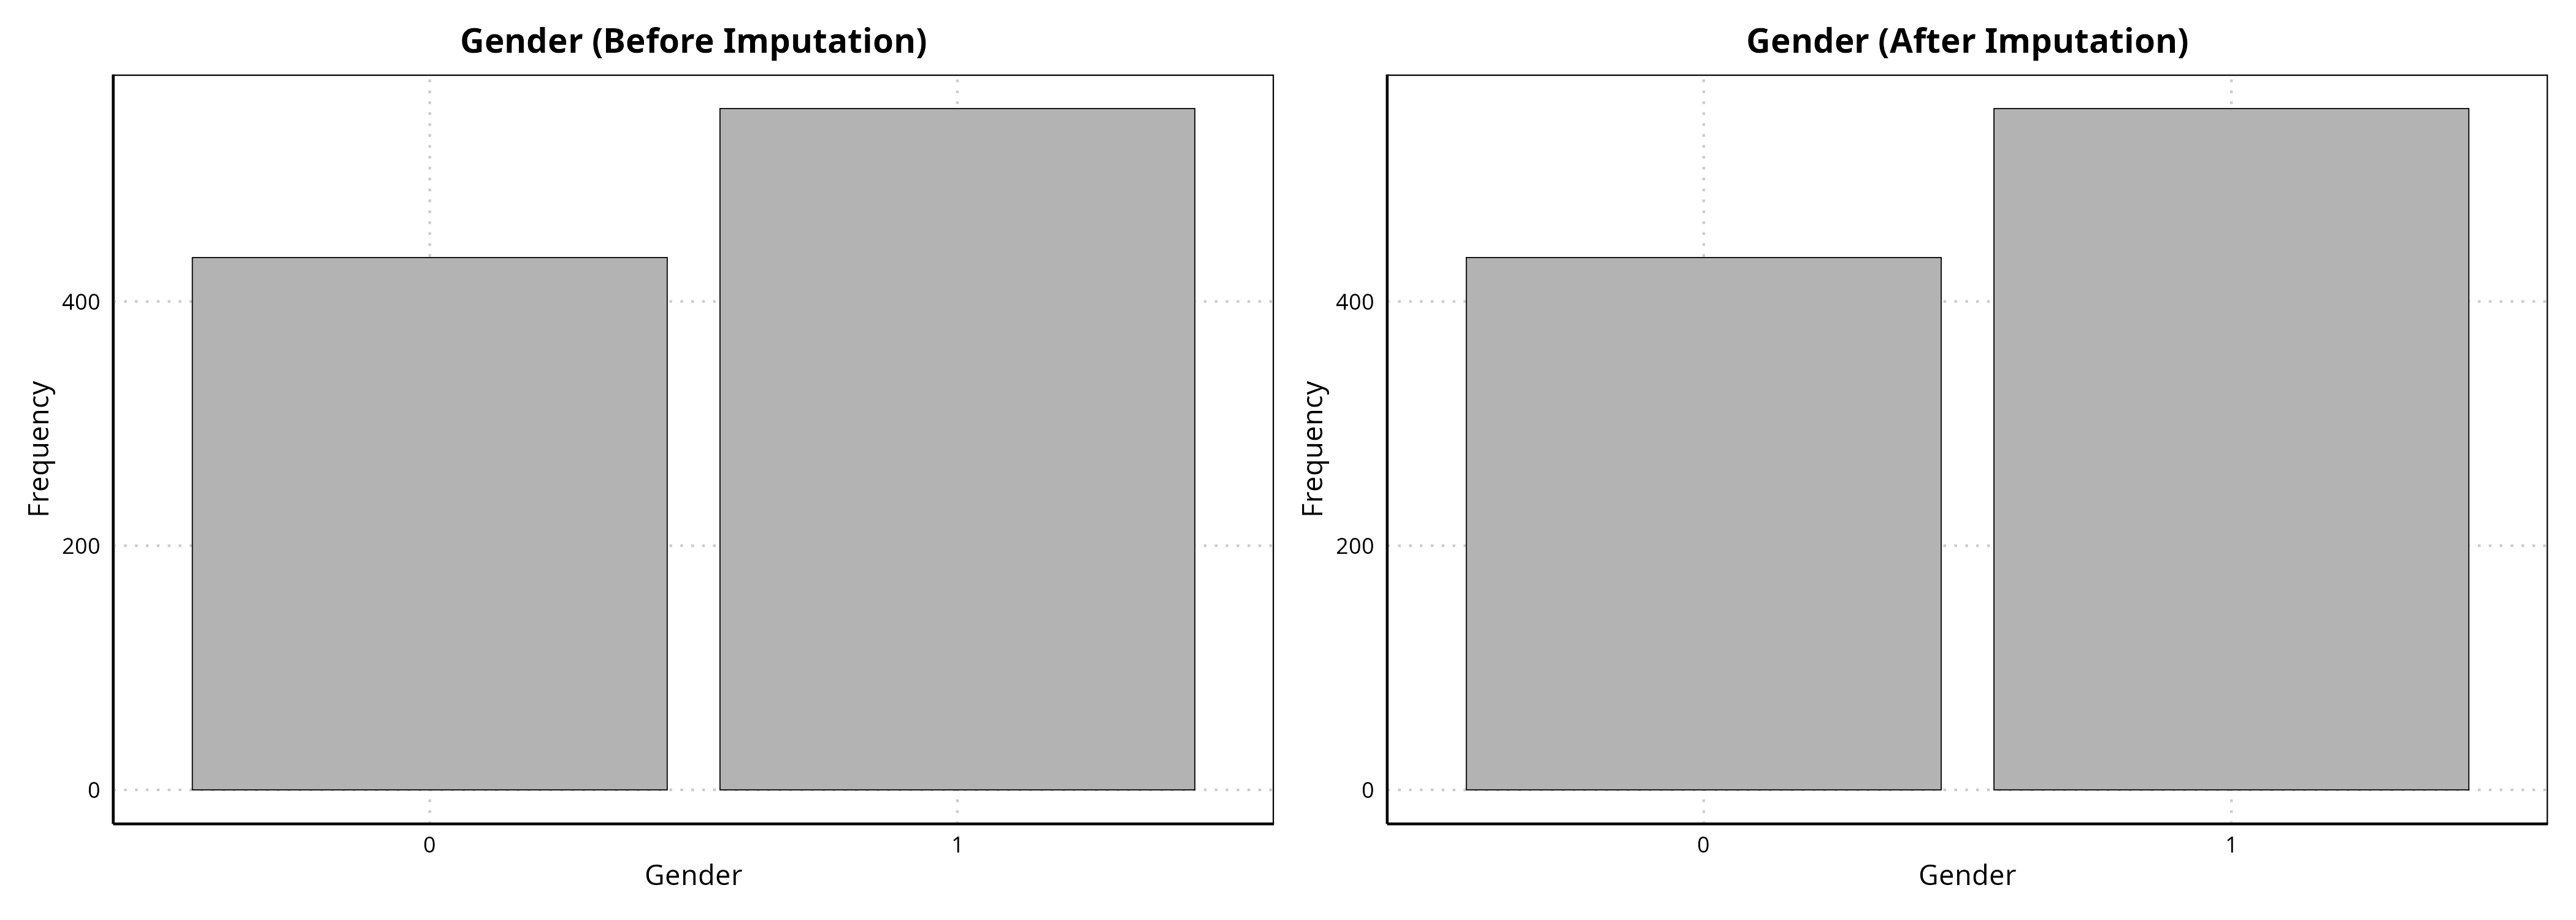 Gender (Before Imputation)
Frequency
400
200
0
0
1
Gender
Gender (After Imputation)
Frequency
400
200
0
0
1
Gender